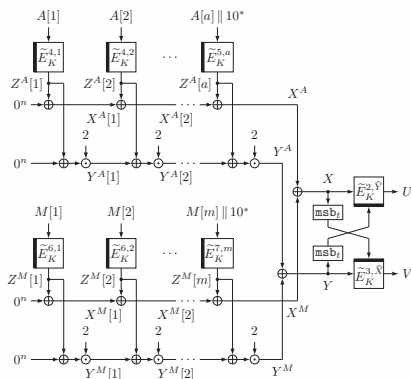 A[1] A[2] A[a] ∥ 10*
Ẽ_K^{4,1} Ẽ_K^{4,2} ··· Ẽ_K^{5,a}
Z^A[1] Z^A[2] Z^A[a] X^A
0^n X^A[1] X^A[2] ···
2 2 2 Y^A
0^n Y^A[1] Y^A[2] ···
X Ẽ_K^{2,Ŷ} U
msb_t
M[1] M[2] M[m] ∥ 10*
msb_t
Ẽ_K^{6,1} Ẽ_K^{6,2} ··· Ẽ_K^{7,m}
Y Ẽ_K^{3,X̂} V
Z^M[1] Z^M[2] Z^M[m]
0^n X^M[1] X^M[2] ··· X^M
2 2 2
0^n Y^M[1] Y^M[2] ··· Y^M